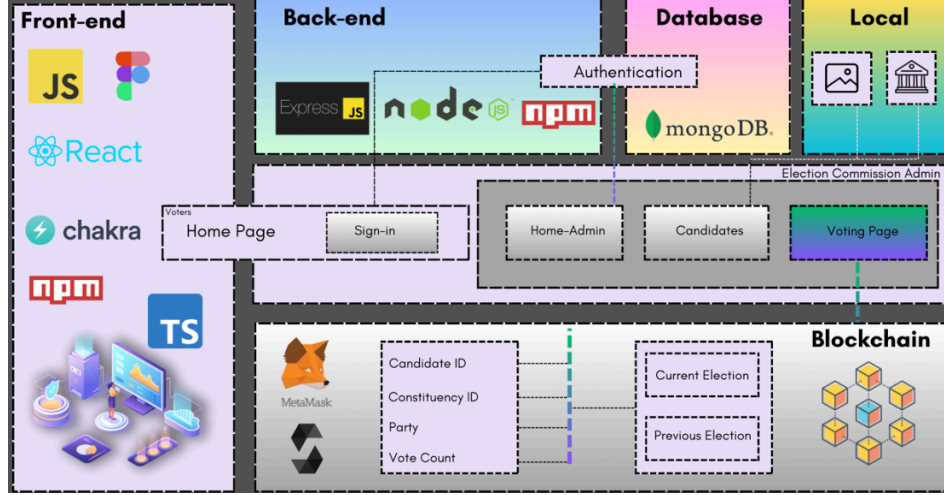 Front-end
JS
React
chakra
npm
TS
Back-end
Express JS
node
JS
npm
Authentication
Database
mongoDB.
Local
Election Commission Admin
Voters
Home Page
Sign-in
Home-Admin
Candidates
Voting Page
MetaMask
Candidate ID
Constituency ID
Party
Vote Count
Current Election
Previous Election
Blockchain